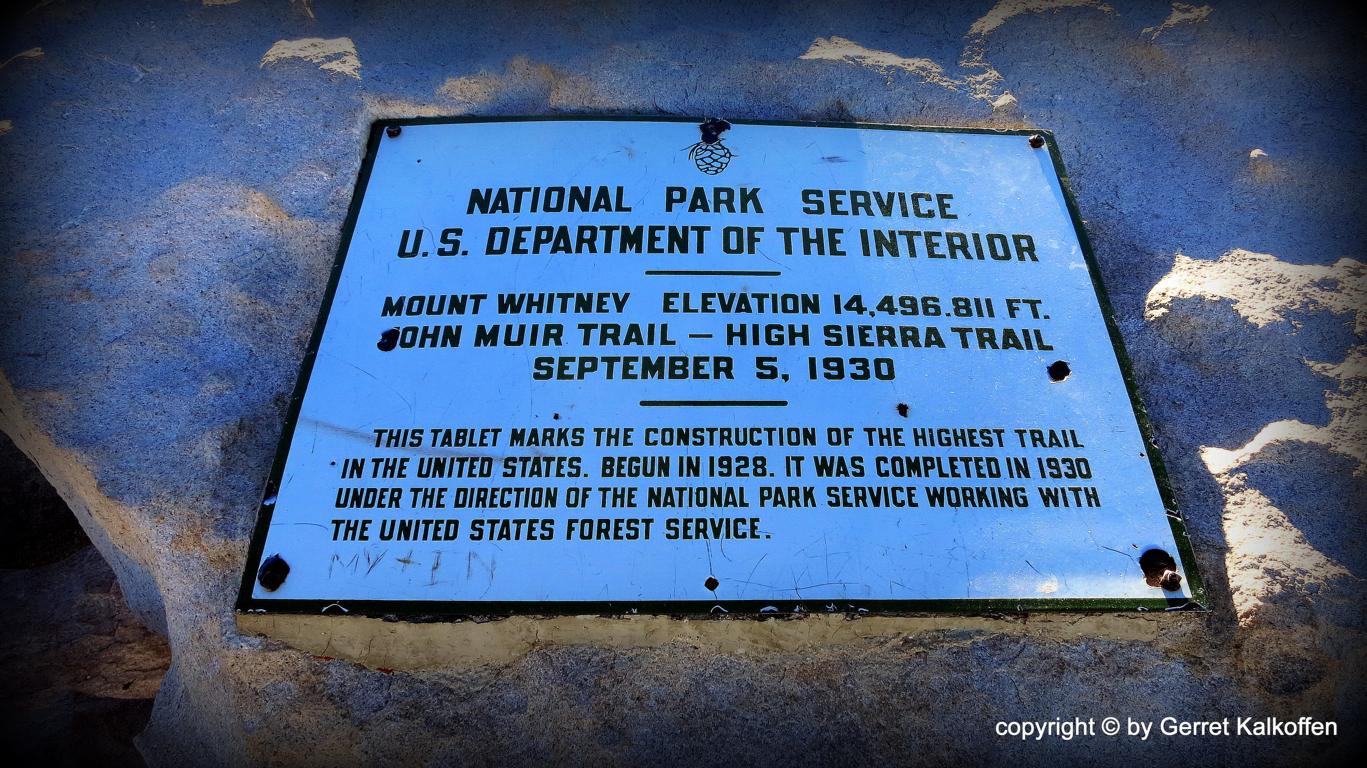 NATIONAL PARK SERVICE
U.S. DEPARTMENT OF THE INTERIOR
MOUNT WHITNEY ELEVATION 14,496.811 FT.
JOHN MUIR TRAIL — HIGH SIERRA TRAIL
SEPTEMBER 5, 1930
THIS TABLET MARKS THE CONSTRUCTION OF THE HIGHEST TRAIL
IN THE UNITED STATES. BEGUN IN 1928. IT WAS COMPLETED IN 1930
UNDER THE DIRECTION OF THE NATIONAL PARK SERVICE WORKING WITH
THE UNITED STATES FOREST SERVICE.
copyright © by Gerret Kalkoffen